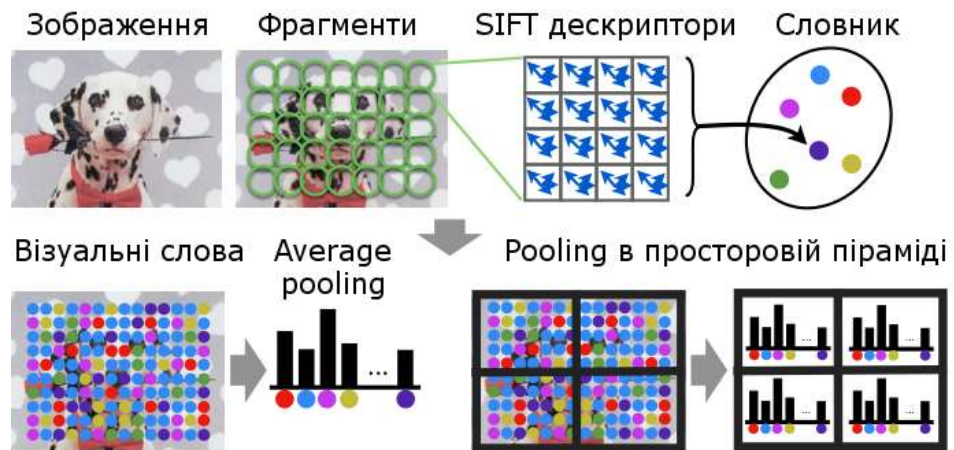 Зображення
Фрагменти
SIFT дескриптори
Словник
Візуальні слова
Average
pooling
...
Pooling в просторовій піраміді
...
...
...
...